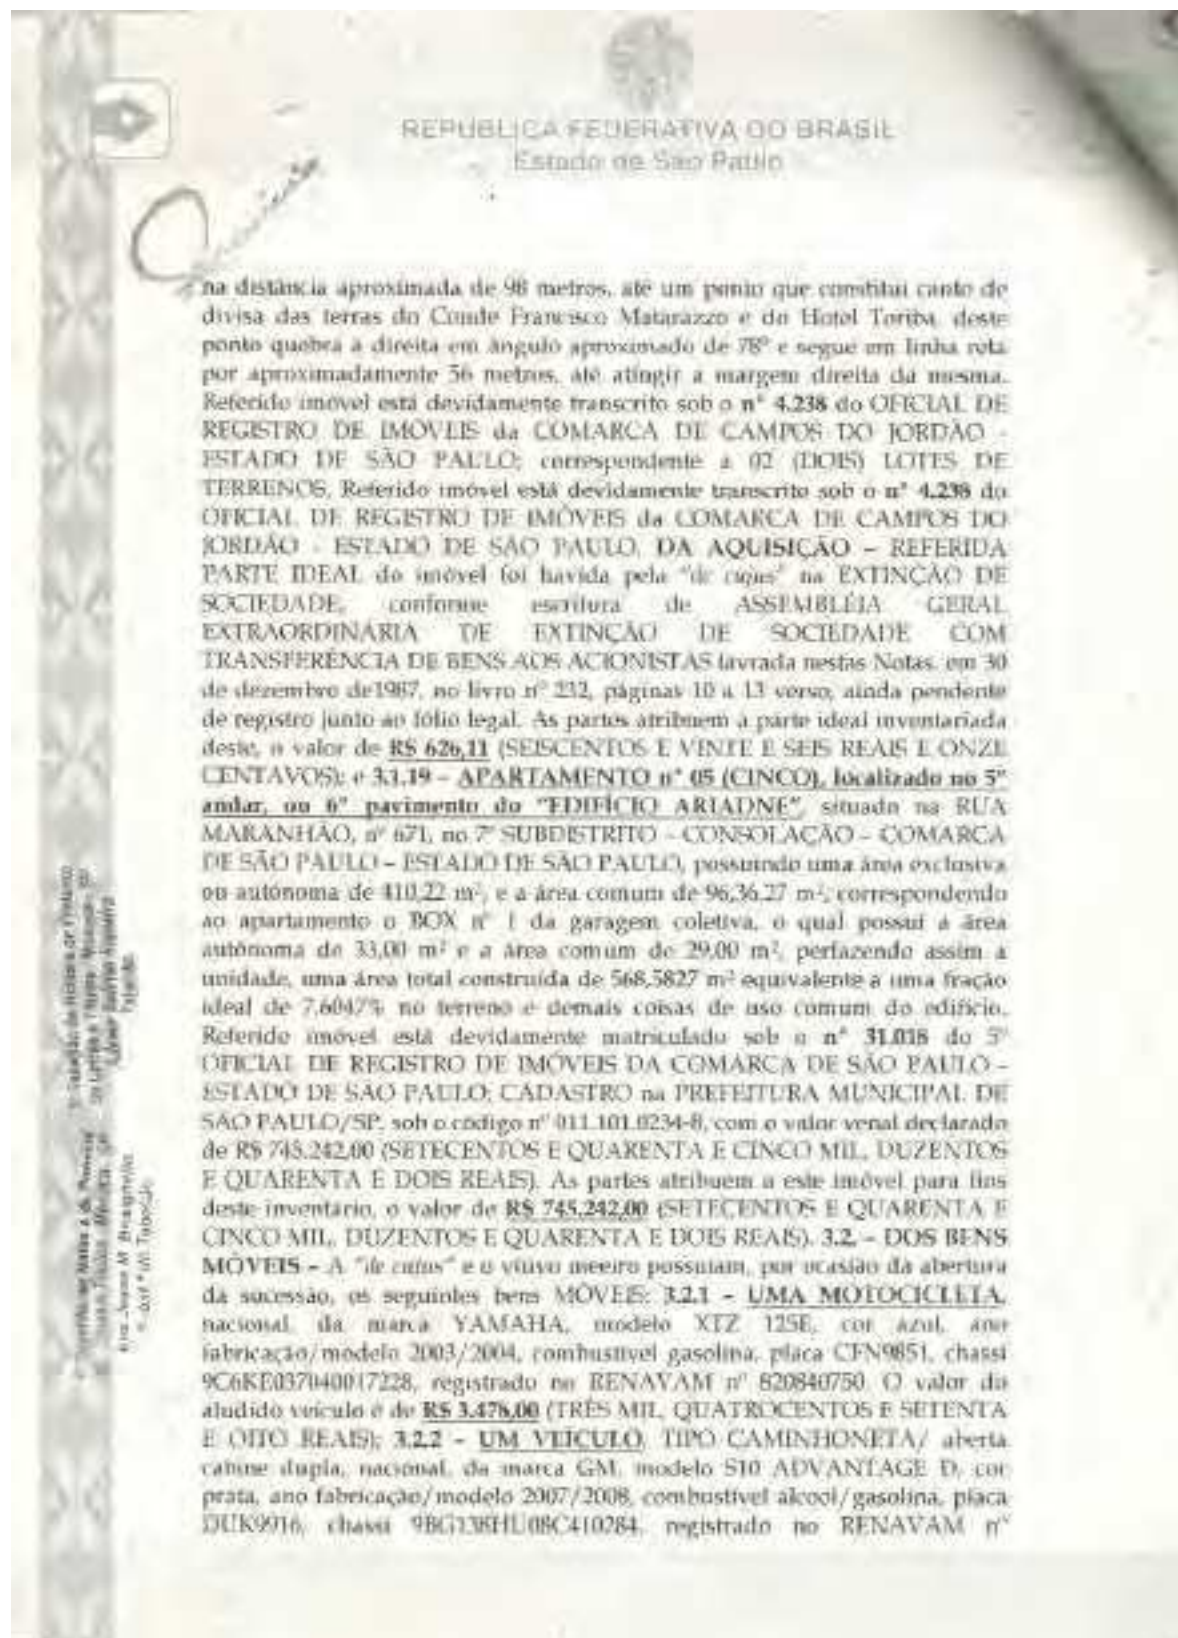 REPUBLICA FEDERATIVA DO BRASIL
Estado de São Paulo
na distância aproximada de 98 metros, até um ponto que constitui canto de
divisa das terras do Conde Francisco Matarazzo e do Hotel Toriba, deste
ponto quebra a direita em ângulo aproximado de 78º e segue em linha reta
por aproximadamente 56 metros, até atingir a margem direita da mesma.
Referido imóvel está devidamente transcrito sob o nº 4.238 do OFICIAL DE
REGISTRO DE IMÓVEIS da COMARCA DE CAMPOS DO JORDÃO -
ESTADO DE SÃO PAULO; correspondente a 02 (DOIS) LOTES DE
TERRENOS. Referido imóvel está devidamente transcrito sob o nº 4.238 do
OFICIAL DE REGISTRO DE IMÓVEIS da COMARCA DE CAMPOS DO
JORDÃO - ESTADO DE SÃO PAULO. DA AQUISIÇÃO – REFERIDA
PARTE IDEAL do imóvel foi havida pela "de cujus" na EXTINÇÃO DE
SOCIEDADE, conforme escritura de ASSEMBLÉIA GERAL
EXTRAORDINÁRIA DE EXTINÇÃO DE SOCIEDADE COM
TRANSFERÊNCIA DE BENS AOS ACIONISTAS lavrada nestas Notas, em 30
de dezembro de1987, no livro nº 232, páginas 10 a 13 verso, ainda pendente
de registro junto ao fólio legal. As partes atribuem a parte ideal inventariada
deste, o valor de R$ 626,11 (SEISCENTOS E VINTE E SEIS REAIS E ONZE
CENTAVOS); e 3.1.19 – APARTAMENTO nº 05 (CINCO), localizado no 5º
andar, ou 6º pavimento do "EDIFÍCIO ARIADNE", situado na RUA
MARANHÃO, nº 671, no 7º SUBDISTRITO – CONSOLAÇÃO – COMARCA
DE SÃO PAULO – ESTADO DE SÃO PAULO, possuindo uma área exclusiva
ou autônoma de 410,22 m², e a área comum de 96,36.27 m², correspondendo
ao apartamento o BOX nº 1 da garagem coletiva, o qual possui a área
autônoma de 33,00 m² e a área comum de 29,00 m², perfazendo assim a
unidade, uma área total construída de 568,5827 m² equivalente a uma fração
ideal de 7,6047% no terreno e demais coisas de uso comum do edifício.
Referido imóvel está devidamente matriculado sob o nº 31.018 do 5º
OFICIAL DE REGISTRO DE IMÓVEIS DA COMARCA DE SÃO PAULO –
ESTADO DE SÃO PAULO; CADASTRO na PREFEITURA MUNICIPAL DE
SÃO PAULO/SP, sob o código nº 011.101.0234-8, com o valor venal declarado
de R$ 745.242,00 (SETECENTOS E QUARENTA E CINCO MIL, DUZENTOS
E QUARENTA E DOIS REAIS). As partes atribuem a este imóvel para fins
deste inventário, o valor de R$ 745.242,00 (SETECENTOS E QUARENTA E
CINCO MIL, DUZENTOS E QUARENTA E DOIS REAIS). 3.2. – DOS BENS
MÓVEIS – A "de cujus" e o viúvo meeiro possuíam, por ocasião da abertura
da sucessão, os seguintes bens MÓVEIS: 3.2.1 – UMA MOTOCICLETA,
nacional, da marca YAMAHA, modelo XTZ 125E, cor azul, ano
fabricação/modelo 2003/2004, combustível gasolina, placa CFN9851, chassi
9C6KE037040017228, registrado no RENAVAM nº 820840750. O valor do
aludido veículo é de R$ 3.478,00 (TRÊS MIL, QUATROCENTOS E SETENTA
E OITO REAIS); 3.2.2 – UM VEÍCULO, TIPO CAMINHONETA/ aberta
cabine dupla, nacional, da marca GM, modelo S10 ADVANTAGE D, cor
prata, ano fabricação/modelo 2007/2008, combustível álcool/gasolina, placa
DUK9916, chassi 9BG138HU08C410284, registrado no RENAVAM nº